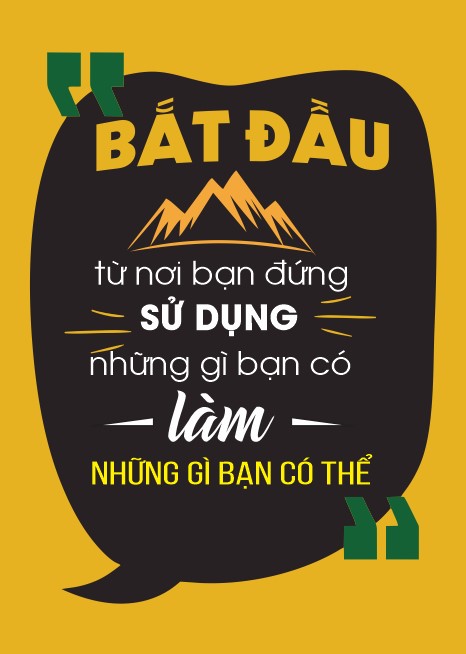 BẮT ĐẦU
từ nơi bạn đứng
SỬ DỤNG
những gì bạn có
làm
NHỮNG GÌ BẠN CÓ THỂ